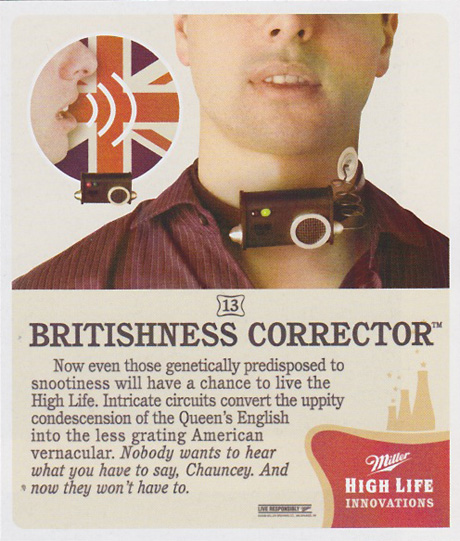 13
BRITISHNESS CORRECTOR™
Now even those genetically predisposed to
snootiness will have a chance to live the
High Life. Intricate circuits convert the uppity
condescension of the Queen's English
into the less grating American
vernacular. Nobody wants to hear
what you have to say, Chauncey. And
now they won't have to.
Miller
HIGH LIFE
INNOVATIONS
LIVE RESPONSIBLY